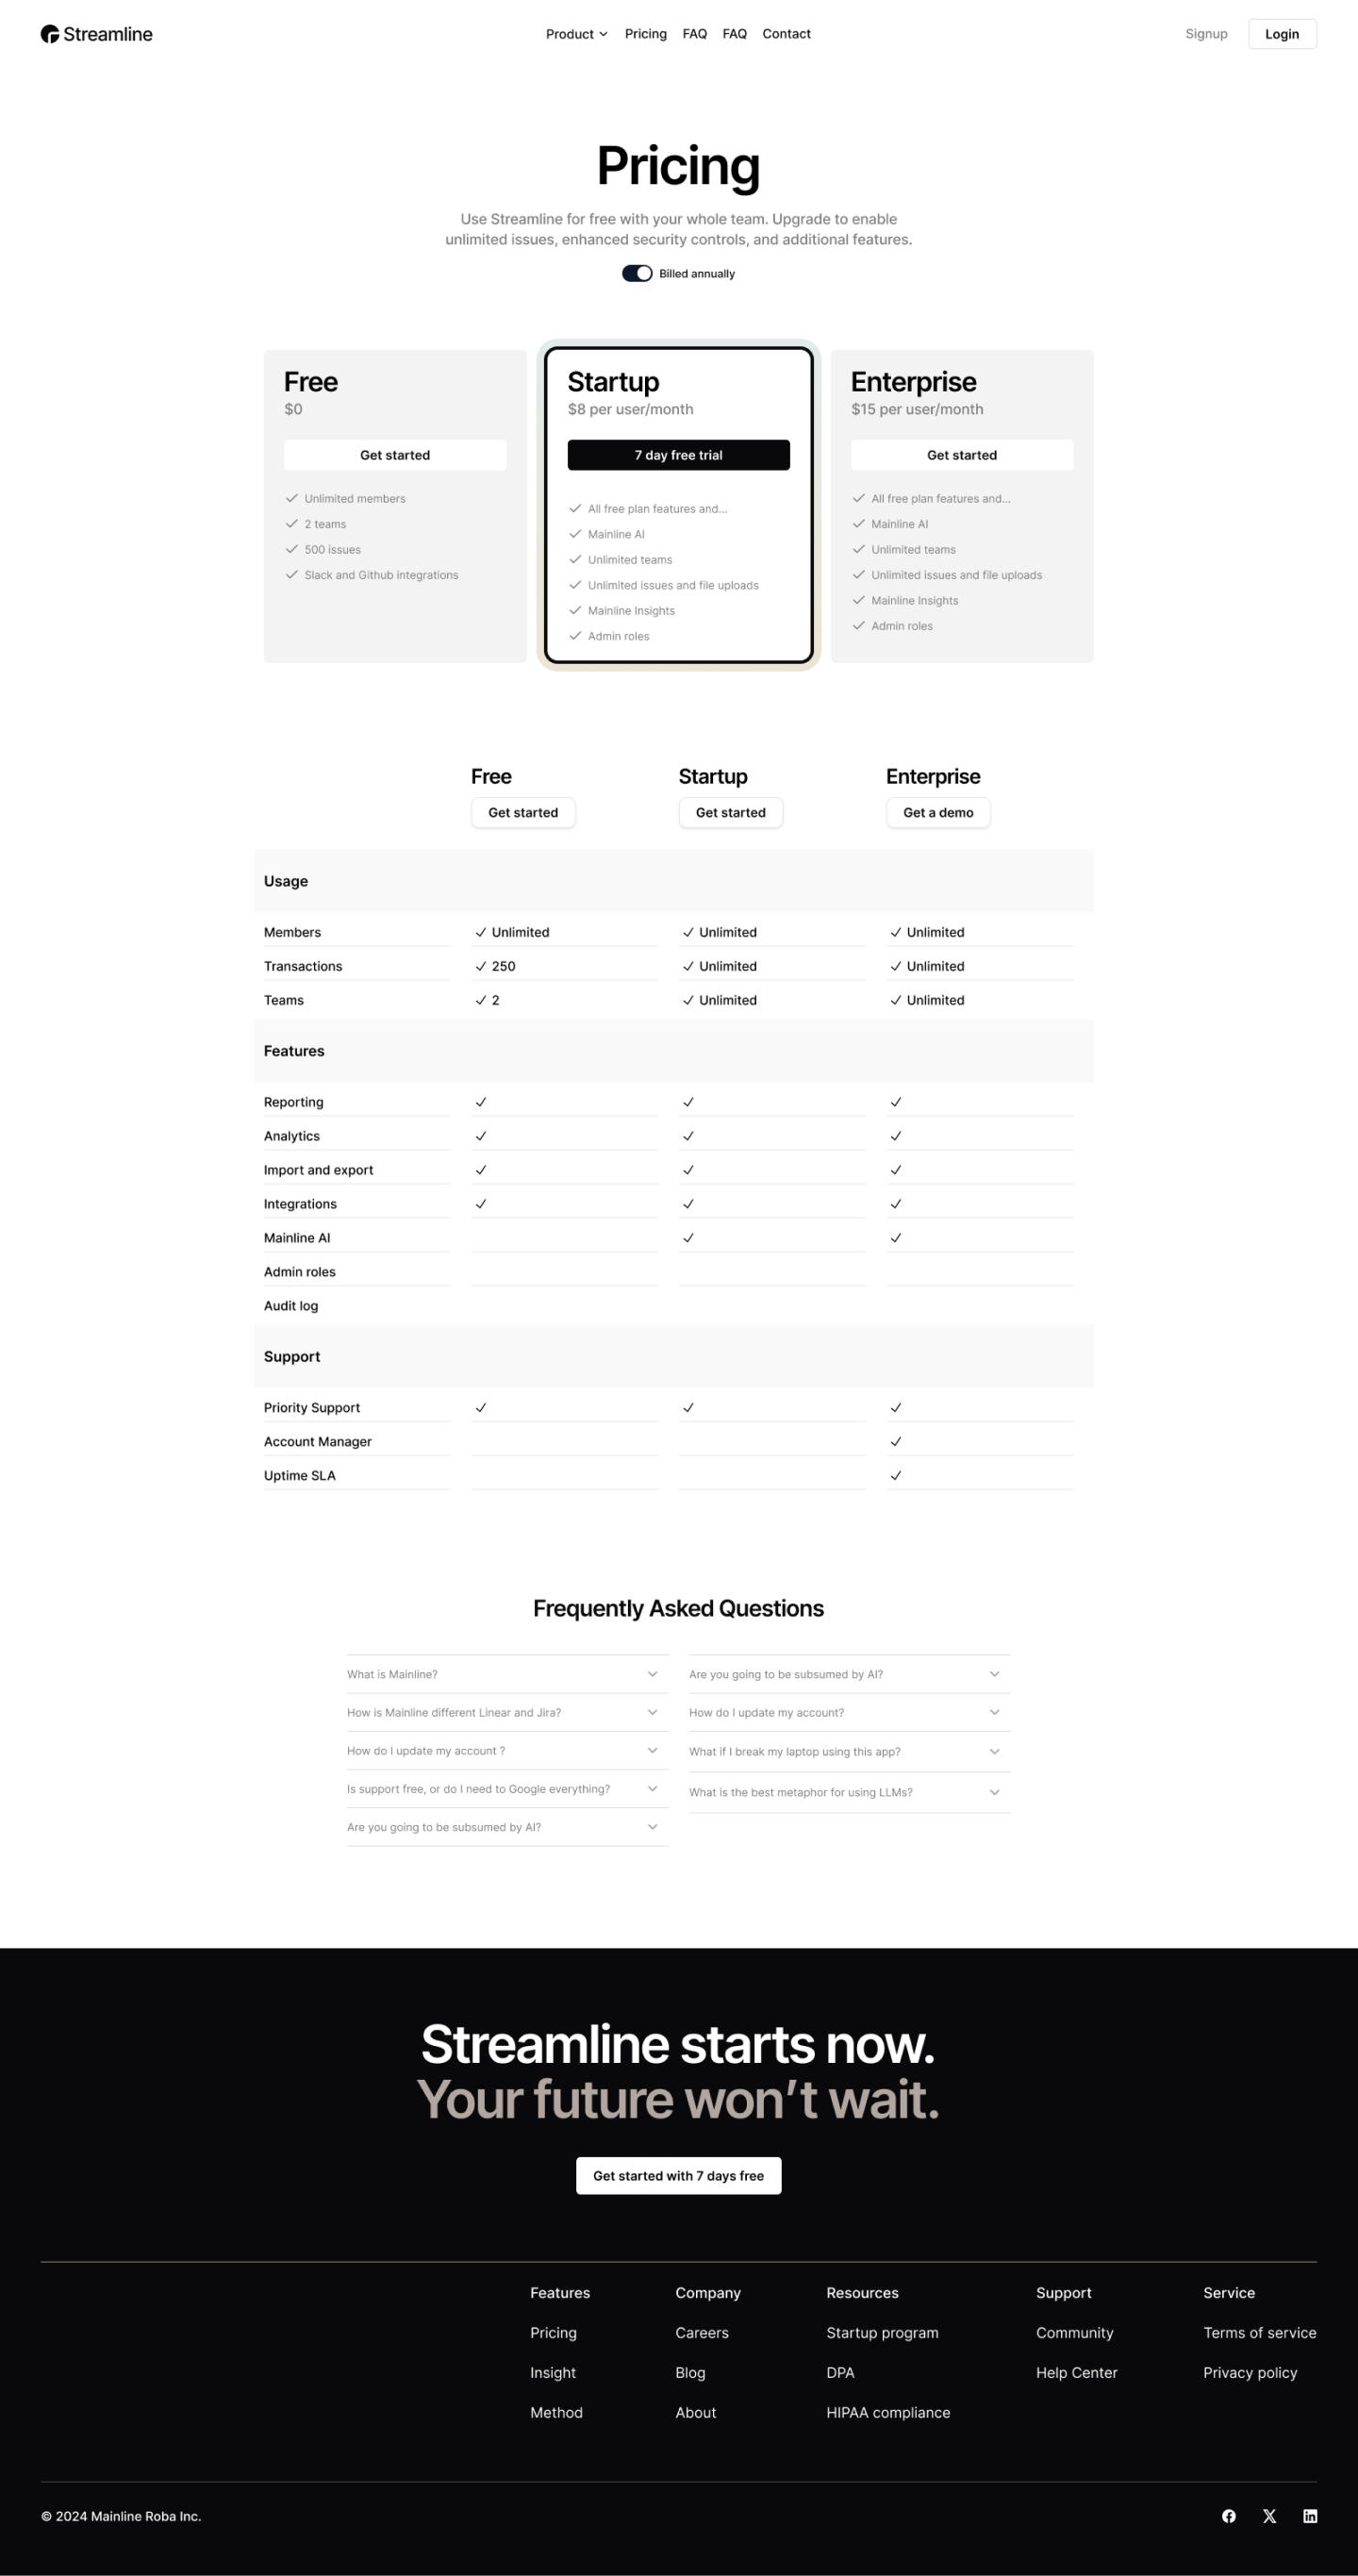 Streamline
Product Pricing FAQ FAQ Contact
Signup Login
Pricing
Use Streamline for free with your whole team. Upgrade to enable
unlimited issues, enhanced security controls, and additional features.
Billed annually
Free
$0
Get started
Unlimited members
2 teams
500 issues
Slack and Github integrations
Startup
$8 per user/month
7 day free trial
All free plan features and...
Mainline AI
Unlimited teams
Unlimited issues and file uploads
Mainline Insights
Admin roles
Enterprise
$15 per user/month
Get started
All free plan features and...
Mainline AI
Unlimited teams
Unlimited issues and file uploads
Mainline Insights
Admin roles
Free Startup Enterprise
Get started Get started Get a demo
Usage
Members Unlimited Unlimited Unlimited
Transactions 250 Unlimited Unlimited
Teams 2 Unlimited Unlimited
Features
Reporting
Analytics
Import and export
Integrations
Mainline AI
Admin roles
Audit log
Support
Priority Support
Account Manager
Uptime SLA
Frequently Asked Questions
What is Mainline?
How is Mainline different Linear and Jira?
How do I update my account ?
Is support free, or do I need to Google everything?
Are you going to be subsumed by AI?
Are you going to be subsumed by AI?
How do I update my account?
What if I break my laptop using this app?
What is the best metaphor for using LLMs?
Streamline starts now.
Your future won’t wait.
Get started with 7 days free
Features
Pricing
Insight
Method
Company
Careers
Blog
About
Resources
Startup program
DPA
HIPAA compliance
Support
Community
Help Center
Service
Terms of service
Privacy policy
© 2024 Mainline Roba Inc.